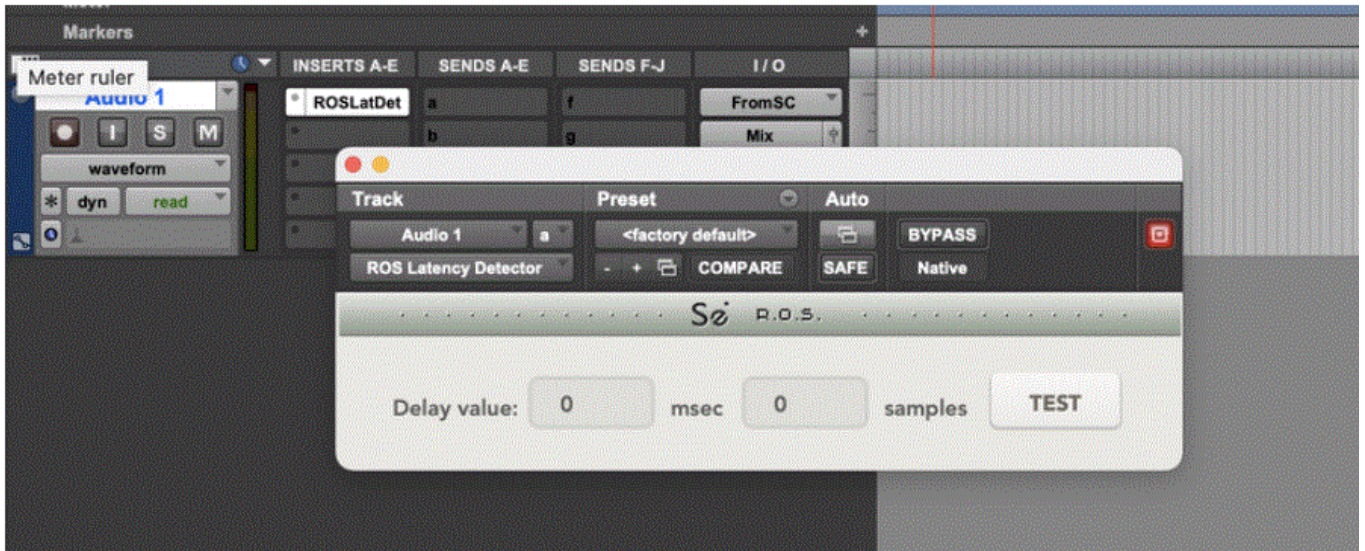 Markers
+
INSERTS A-E SENDS A-E SENDS F-J I / O
Meter ruler
Audio 1
ROSLatDet a f FromSC
I S M
b g Mix
waveform
* dyn read
Track Preset Auto
Audio 1 a <factory default> BYPASS
ROS Latency Detector - + COMPARE SAFE Native
Sei R.O.S.
Delay value: 0 msec 0 samples TEST